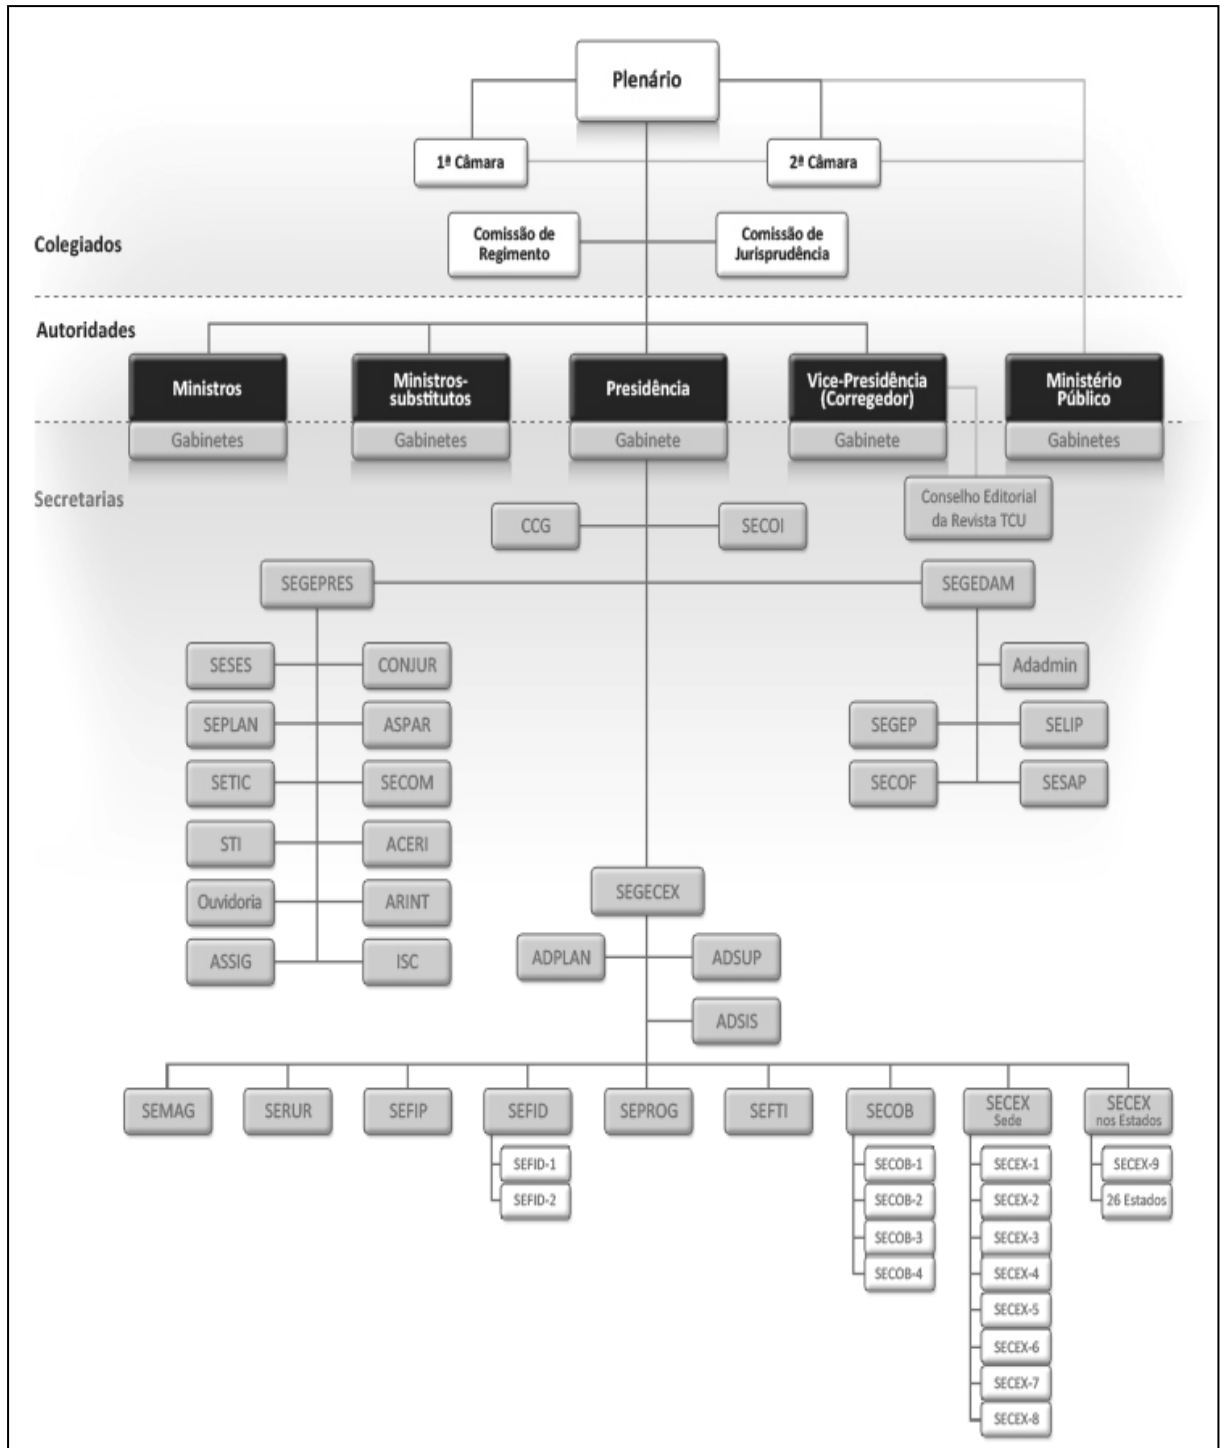 Plenário
1ª Câmara
2ª Câmara
Comissão de
Regimento
Comissão de
Jurisprudência
Colegiados
Autoridades
Ministros
Gabinetes
Ministros-
substitutos
Gabinetes
Presidência
Gabinete
Vice-Presidência
(Corregedor)
Gabinete
Ministério
Público
Gabinetes
Secretarias
Conselho Editorial
da Revista TCU
CCG
SECOI
SEGEPRES
SEGEDAM
SESES
CONJUR
SEPLAN
ASPAR
SETIC
SECOM
STI
ACERI
Ouvidoria
ARINT
ASSIG
ISC
Adadmin
SEGEP
SELIP
SECOF
SESAP
SEGECEX
ADPLAN
ADSUP
ADSIS
SEMAG
SERUR
SEFIP
SEFID
SEFID-1
SEFID-2
SEPROG
SEFTI
SECOB
SECOB-1
SECOB-2
SECOB-3
SECOB-4
SECEX
Sede
SECEX-1
SECEX-2
SECEX-3
SECEX-4
SECEX-5
SECEX-6
SECEX-7
SECEX-8
SECEX
nos Estados
SECEX-9
26 Estados